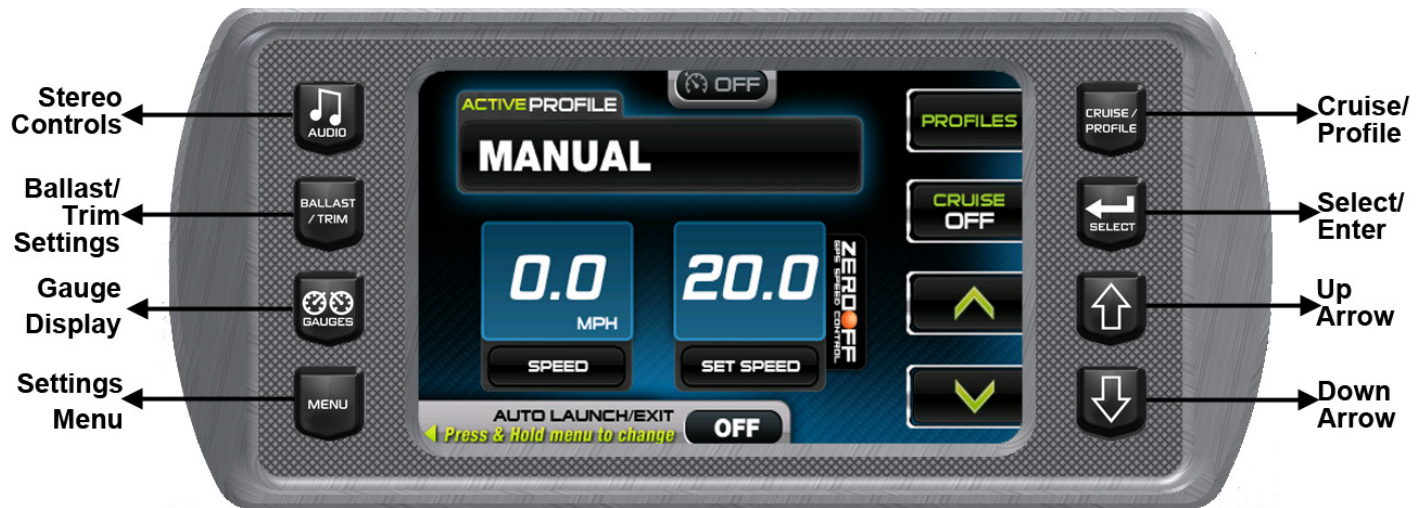 Stereo
Controls
Ballast/
Trim
Settings
Gauge
Display
Settings
Menu
AUDIO
BALLAST
/ TRIM
GAUGES
MENU
OFF
ACTIVE PROFILE
MANUAL
0.0
MPH
SPEED
20.0
SET SPEED
ZERO OFF
GPS SPEED CONTROL
AUTO LAUNCH/EXIT
Press & Hold menu to change
OFF
PROFILES
CRUISE
OFF
CRUISE /
PROFILE
SELECT
Cruise/
Profile
Select/
Enter
Up
Arrow
Down
Arrow